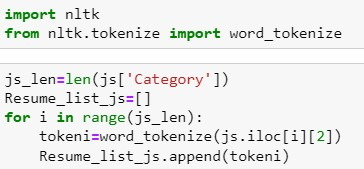 import nltk
from nltk.tokenize import word_tokenize
js_len=len(js['Category'])
Resume_list_js=[]
for i in range(js_len):
    tokeni=word_tokenize(js.iloc[i][2])
    Resume_list_js.append(tokeni)